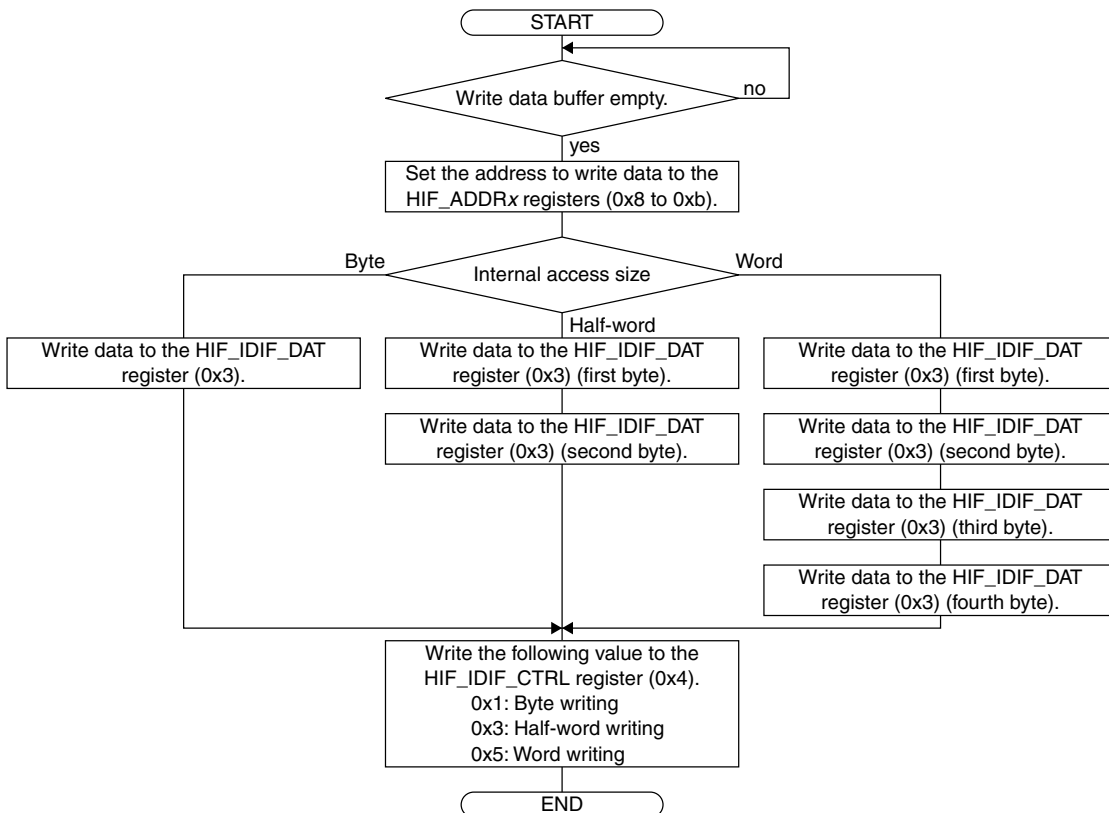 START
Write data buffer empty.
no
yes
Set the address to write data to the
HIF_ADDRx registers (0x8 to 0xb).
Byte
Internal access size
Word
Half-word
Write data to the HIF_IDIF_DAT
register (0x3).
Write data to the HIF_IDIF_DAT
register (0x3) (first byte).
Write data to the HIF_IDIF_DAT
register (0x3) (first byte).
Write data to the HIF_IDIF_DAT
register (0x3) (second byte).
Write data to the HIF_IDIF_DAT
register (0x3) (second byte).
Write data to the HIF_IDIF_DAT
register (0x3) (third byte).
Write data to the HIF_IDIF_DAT
register (0x3) (fourth byte).
Write the following value to the
HIF_IDIF_CTRL register (0x4).
0x1: Byte writing
0x3: Half-word writing
0x5: Word writing
END